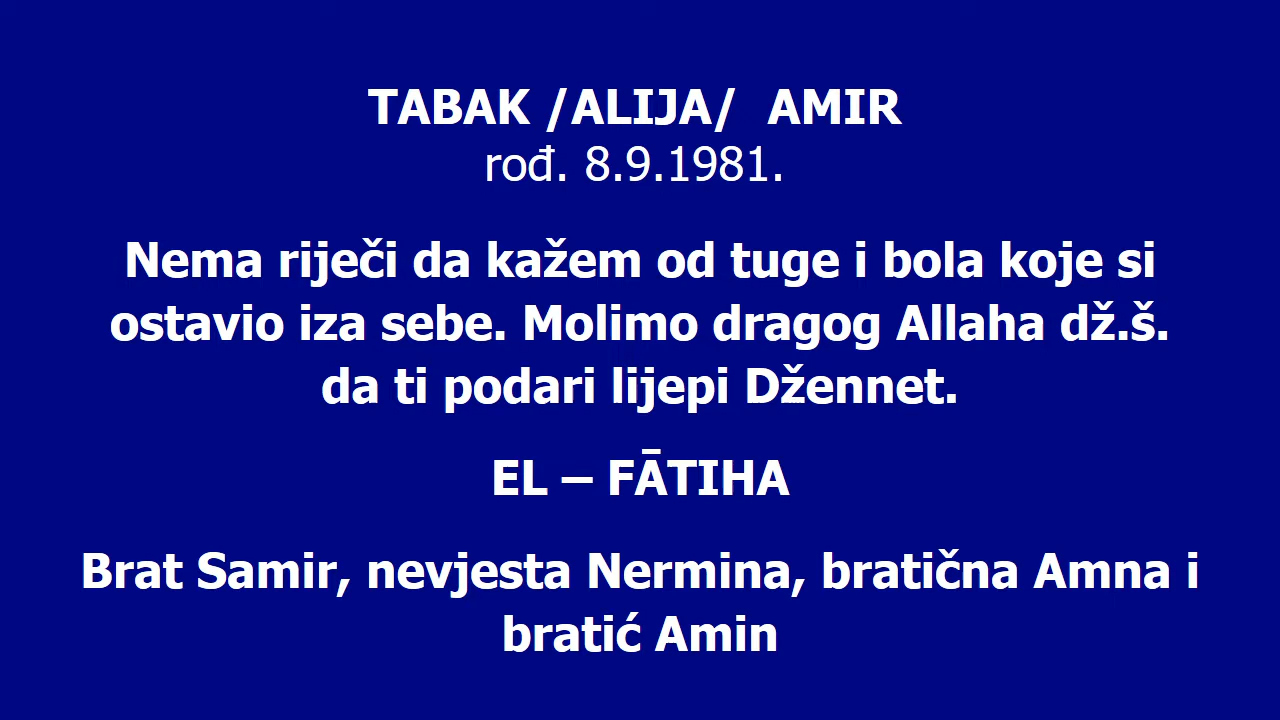 TABAK /ALIJA/  AMIR
rođ. 8.9.1981.
Nema riječi da kažem od tuge i bola koje si
ostavio iza sebe. Molimo dragog Allaha dž.š.
da ti podari lijepi Džennet.
EL – FĀTIHA
Brat Samir, nevjesta Nermina, bratična Amna i
bratić Amin